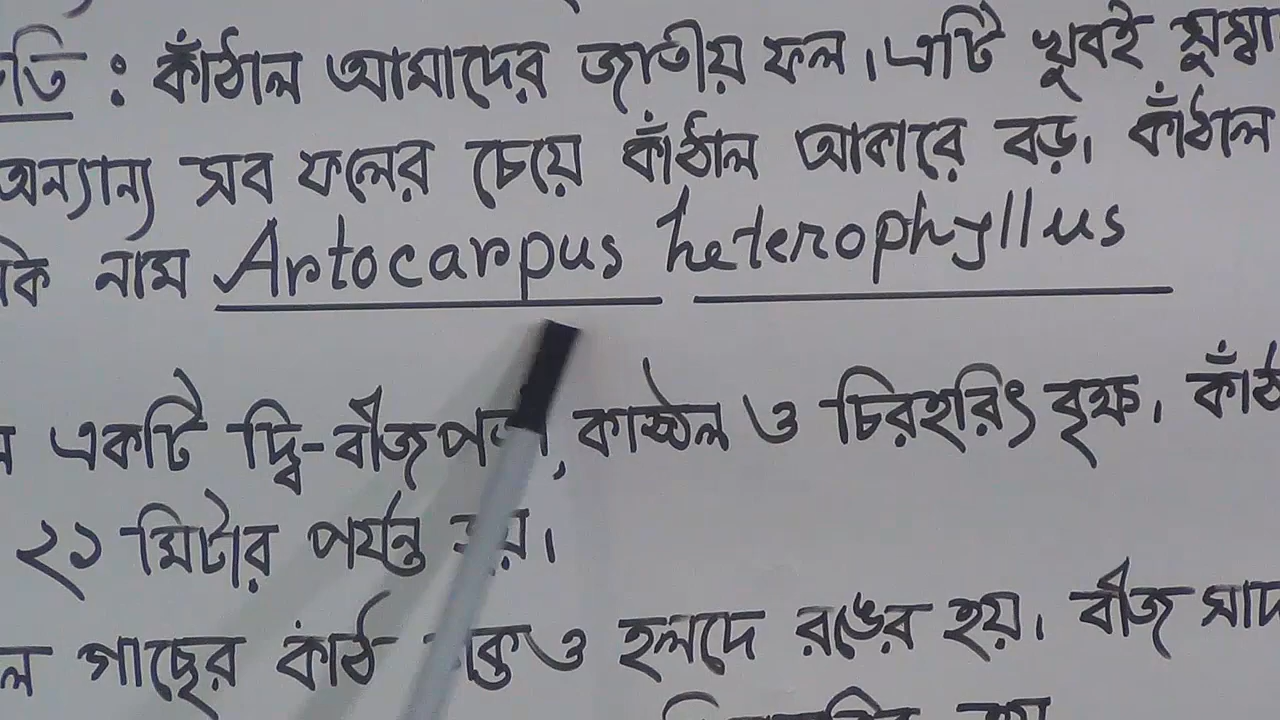 : কাঁঠাল আমাদের জাতীয় ফল। এটি খুবই
অন্যান্য সব ফলের চেয়ে কাঁঠাল আকারে বড়। কাঁঠাল
নাম Artocarpus heterophyllus
একটি দ্বি-বীজপত্রী, কাষ্ঠল ও চিরহরিৎ বৃক্ষ।
২১ মিটার পর্যন্ত হয়।
গাছের কাঁঠ শক্ত ও হলদে রঙের হয়। বীজ